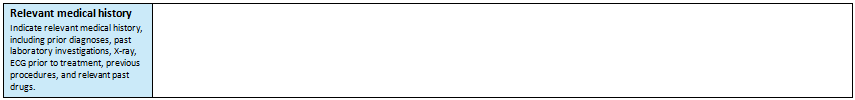 Relevant medical history
Indicate relevant medical history,
including prior diagnoses, past
laboratory investigations, X-ray,
ECG prior to treatment, previous
procedures, and relevant past
drugs.